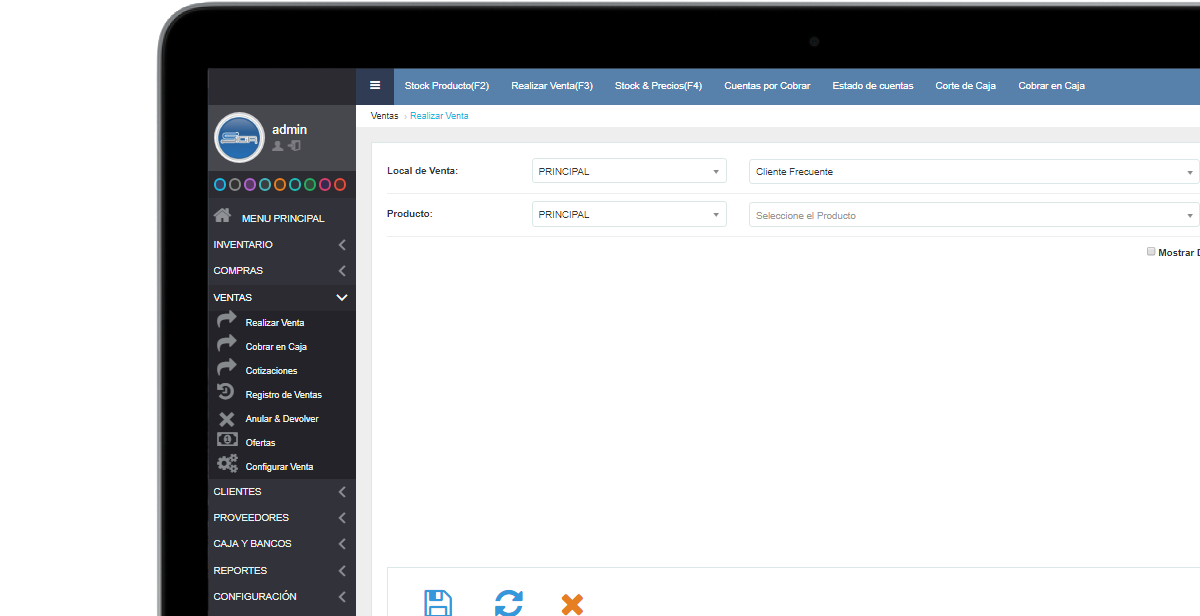 Stock Producto(F2) Realizar Venta(F3) Stock & Precios(F4) Cuentas por Cobrar Estado de cuentas Corte de Caja Cobrar en Caja
Ventas › Realizar Venta
admin
MENU PRINCIPAL
INVENTARIO
COMPRAS
VENTAS
Realizar Venta
Cobrar en Caja
Cotizaciones
Registro de Ventas
Anular & Devolver
Ofertas
Configurar Venta
CLIENTES
PROVEEDORES
CAJA Y BANCOS
REPORTES
CONFIGURACIÓN
Local de Venta: PRINCIPAL Cliente Frecuente
Producto: PRINCIPAL Seleccione el Producto
Mostrar